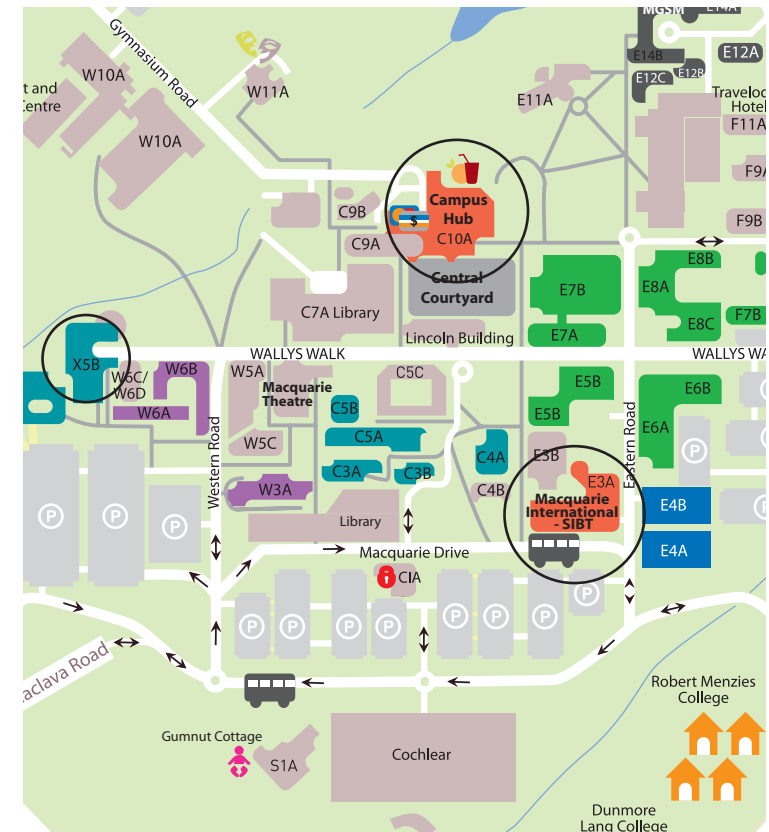 MGSM
E14A
E14B
E12A
E12C
E12B
Gymnasium Road
W10A
W11A
t and
Centre
W10A
E11A
Travelod
Hotel
F11A
F9A
F9B
Campus
Hub
$
C10A
C9B
C9A
Central
Courtyard
C7A Library
Lincoln Building
E7B
E7A
E8B
E8A
E8C
F7B
WALLYS WALK
WALLYS WA
X5B
W6C/
W6D
W6B
W6A
W5A
Macquarie
Theatre
C5C
C5B
C5A
W5C
C3A
C3B
C4A
C4B
W3A
Library
E5B
E5B
E6B
E6A
E3B
E3A
Macquarie
International
- SIBT
E4B
E4A
Western Road
Eastern Road
P
P
P
P
P
Macquarie Drive
CIA
P
P
P
P
P
P
P
P
aclava Road
Robert Menzies
College
Gumnut Cottage
S1A
Cochlear
Dunmore
Lang College